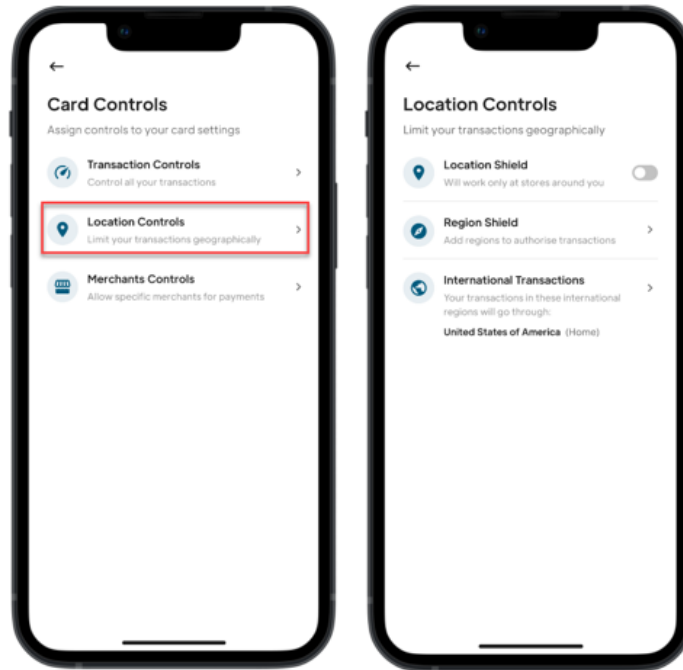 Card Controls
Assign controls to your card settings
Transaction Controls
Control all your transactions
Location Controls
Limit your transactions geographically
Merchants Controls
Allow specific merchants for payments
Location Controls
Limit your transactions geographically
Location Shield
Will work only at stores around you
Region Shield
Add regions to authorise transactions
International Transactions
Your transactions in these International
regions will go through:
United States of America (Home)